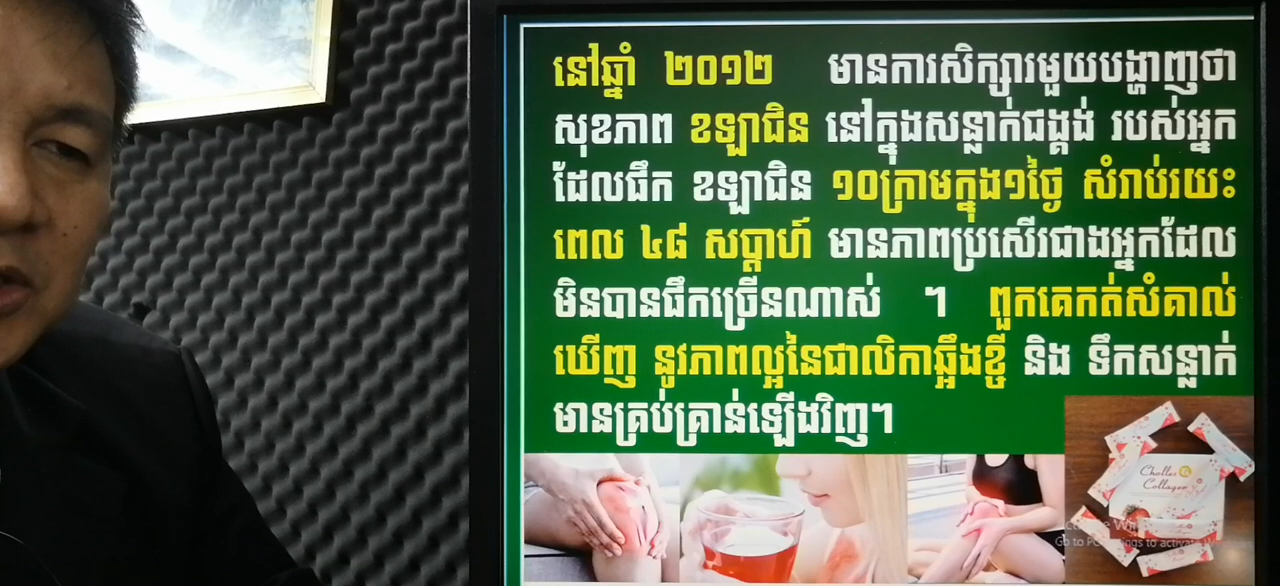 នៅឆ្នាំ ២០១២ មានការសិក្សារមួយបង្ហាញថា
សុខភាព ខឡាជិន នៅក្នុងសន្លាក់ជង្គង់ របស់អ្នក
ដែលផឹក ខឡាជិន ១០ក្រាមក្នុង១ថ្ងៃ សំរាប់រយះ
ពេល ៤៨ សប្តាហ៍ មានភាពប្រសើរជាងអ្នកដែល
មិនបានផឹកច្រើនណាស់ ។ ពួកគេកត់សំគាល់
ឃើញ នូវភាពល្អនៃជាលិកាឆ្អឹងខ្ចី និង ទឹកសន្លាក់
មានគ្រប់គ្រាន់ឡើងវិញ។
Collagen
Go to PC settings to activate